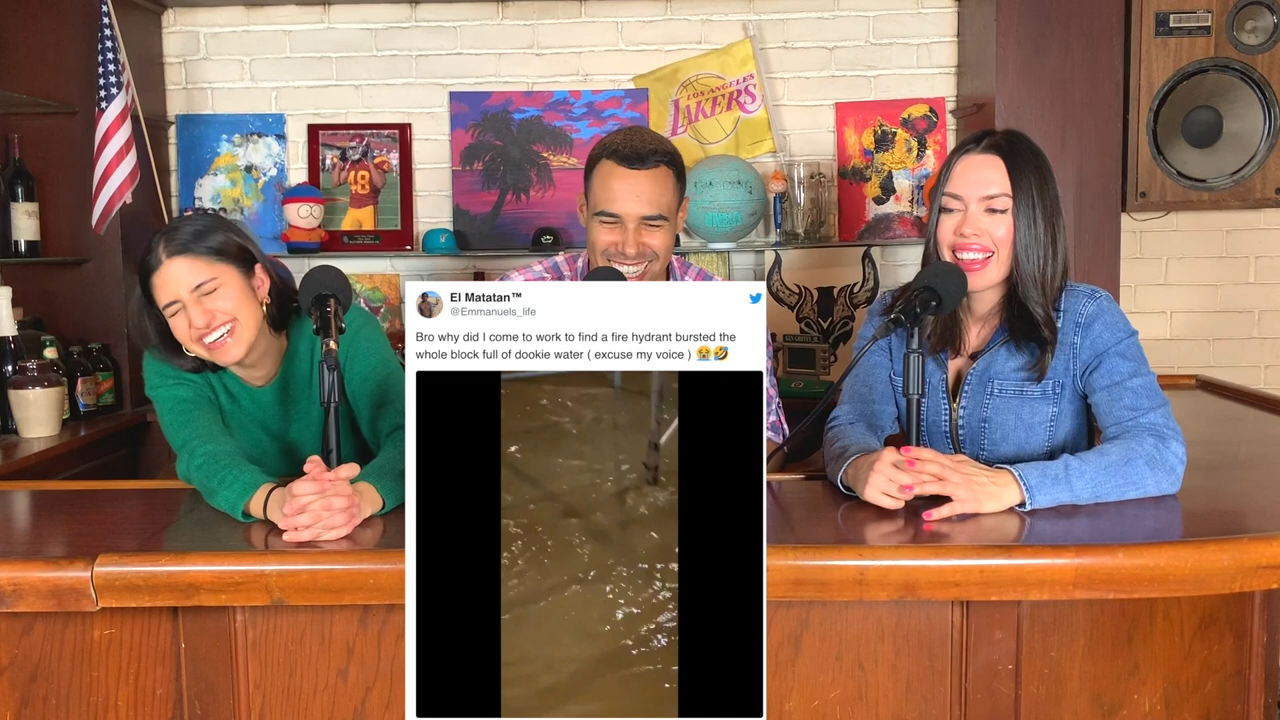 LOS ANGELES
LAKERS
48
SPALDING
El Matatan™
@Emmanuels_life
Bro why did I come to work to find a fire hydrant bursted the
whole block full of dookie water ( excuse my voice ) 😭🤣